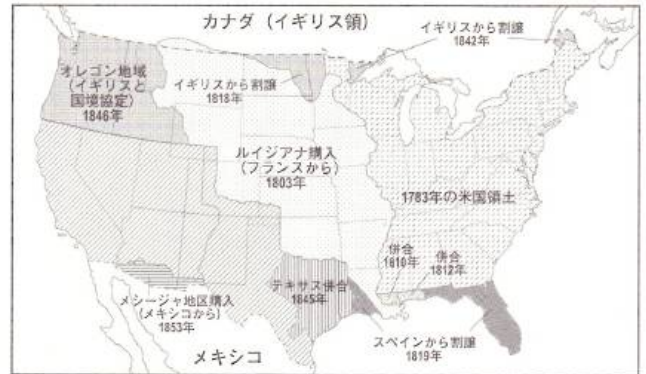 カナダ（イギリス領）
イギリスから割譲
1842年
オレゴン地域
（イギリスと
国境協定）
1846年
イギリスから割譲
1818年
ルイジアナ購入
（フランスから）
1803年
1783年の米国領土
併合
1810年
併合
1812年
テキサス併合
1845年
メシージャ地区購入
（メキシコから）
1853年
スペインから割譲
1819年
メキシコ